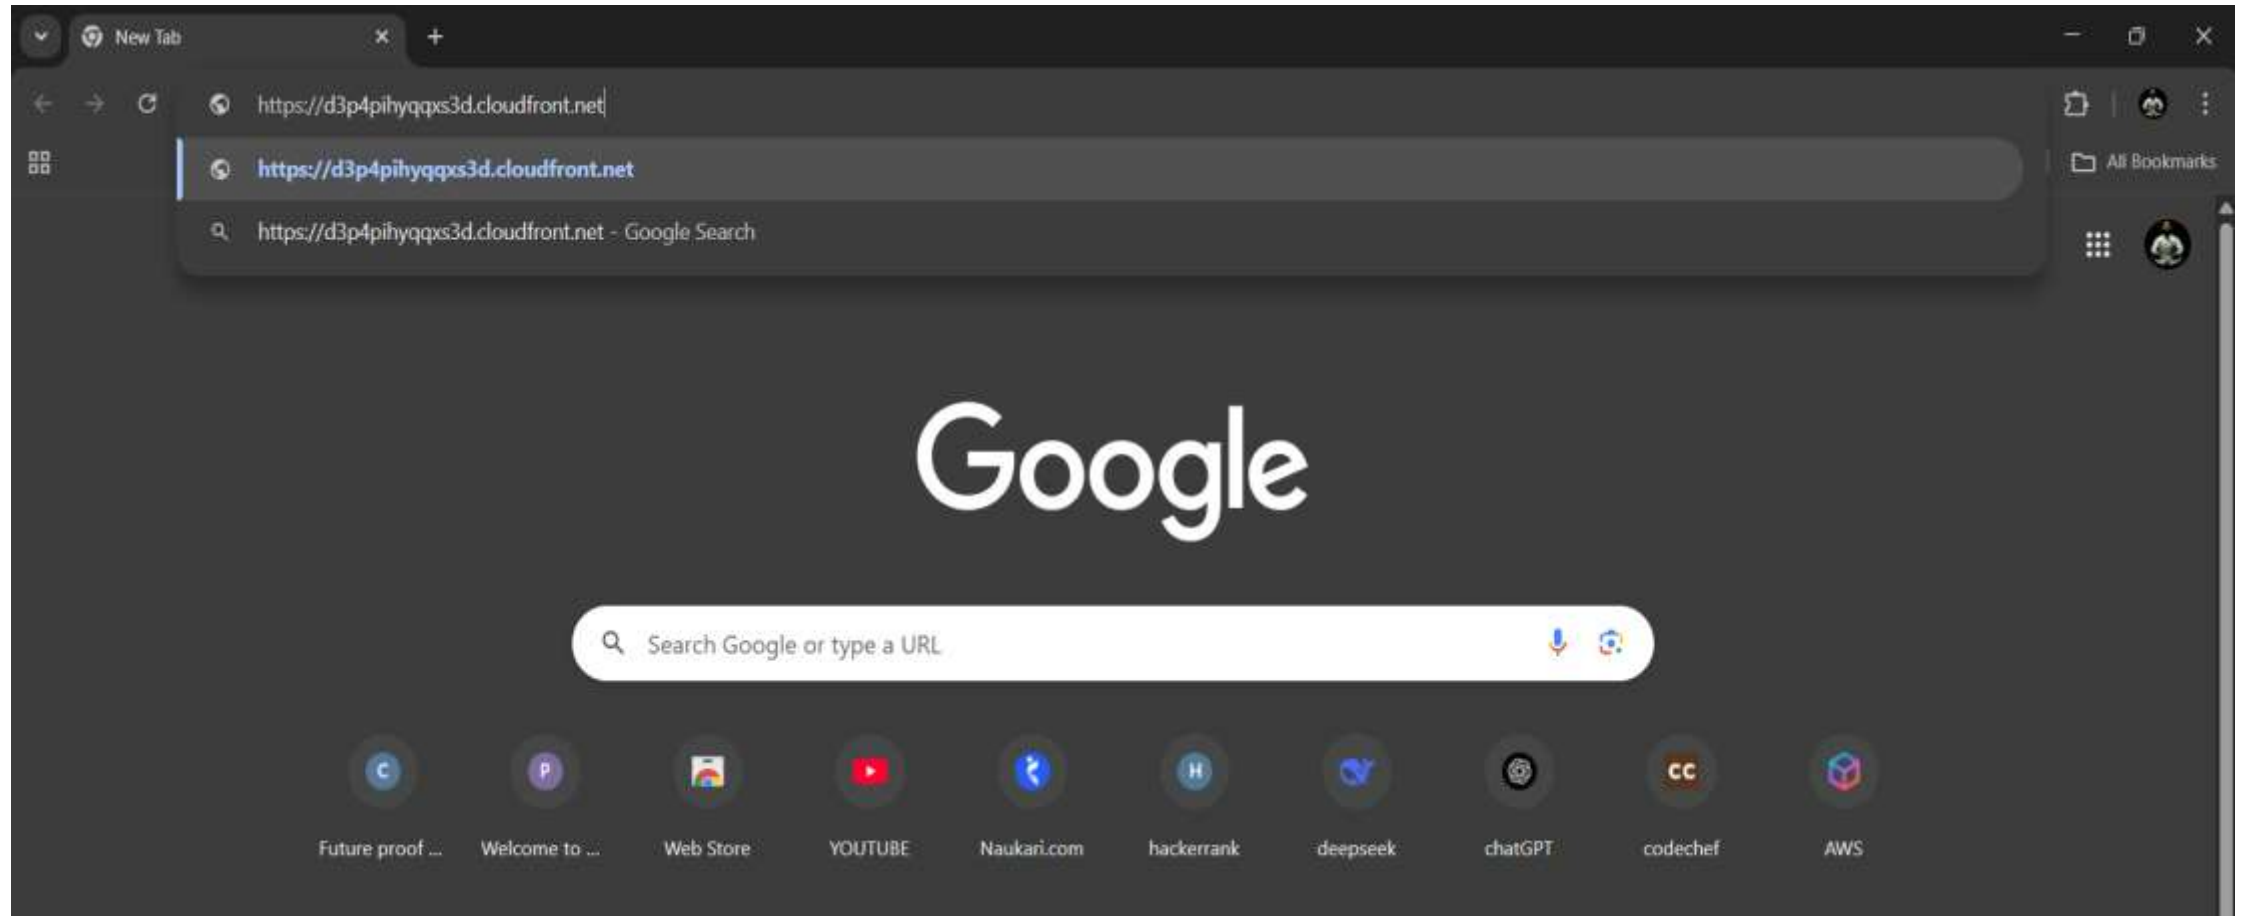 New Tab
https://d3p4pihyqqxs3d.cloudfront.net
All Bookmarks
https://d3p4pihyqqxs3d.cloudfront.net
https://d3p4pihyqqxs3d.cloudfront.net - Google Search
Google
Search Google or type a URL
C P H CC
Future proof ... Welcome to ... Web Store YOUTUBE Naukari.com hackerrank deepseek chatGPT codechef AWS